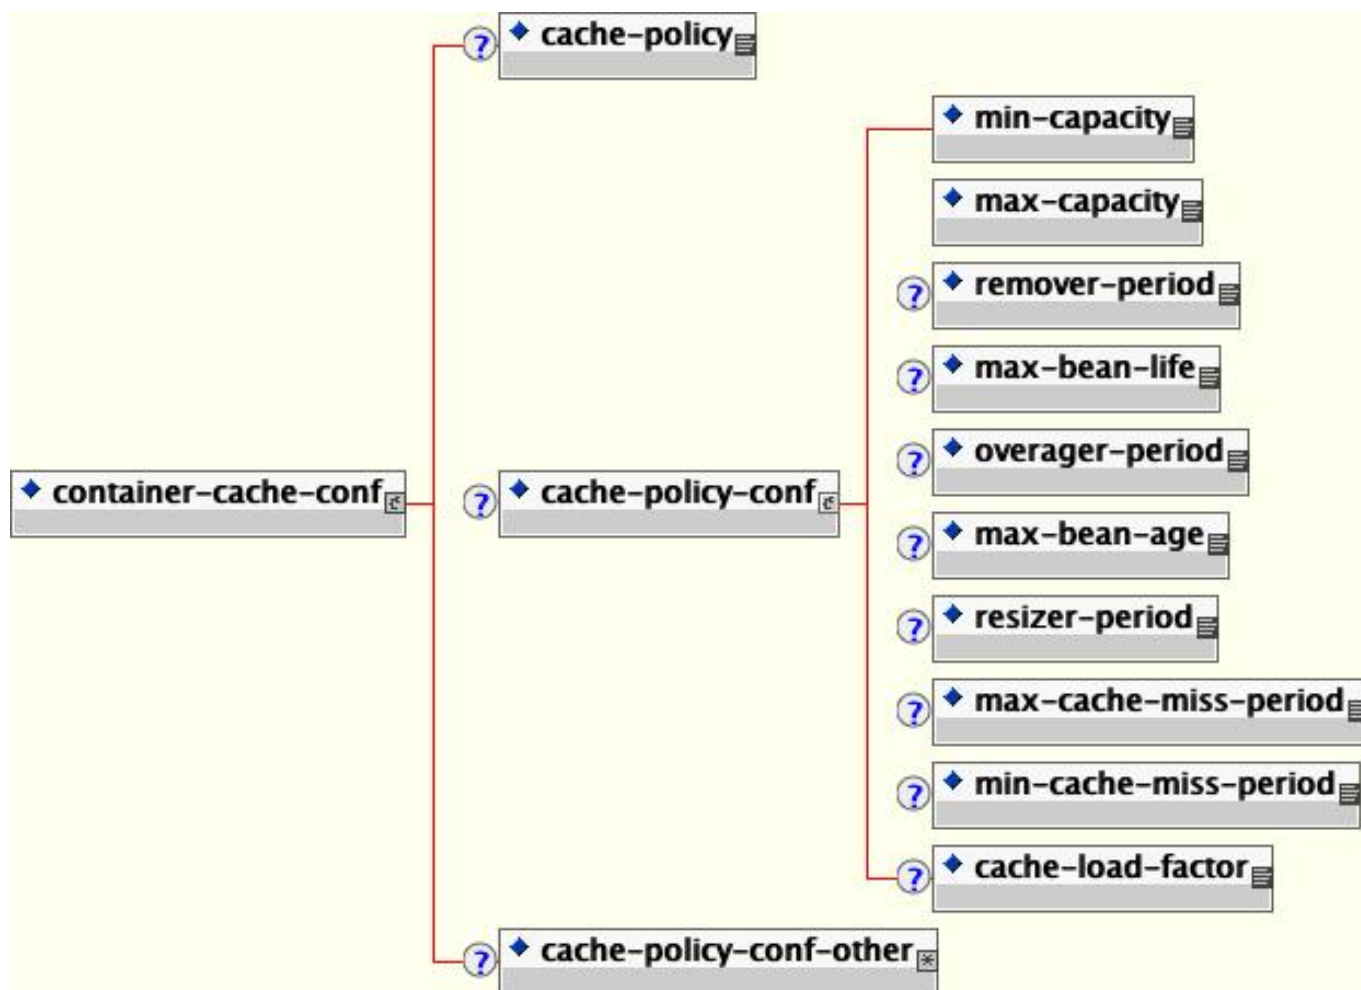 ? cache-policy
min-capacity
max-capacity
? remover-period
? max-bean-life
? overager-period
container-cache-conf ? cache-policy-conf
? max-bean-age
? resizer-period
? max-cache-miss-period
? min-cache-miss-period
? cache-load-factor
? cache-policy-conf-other *